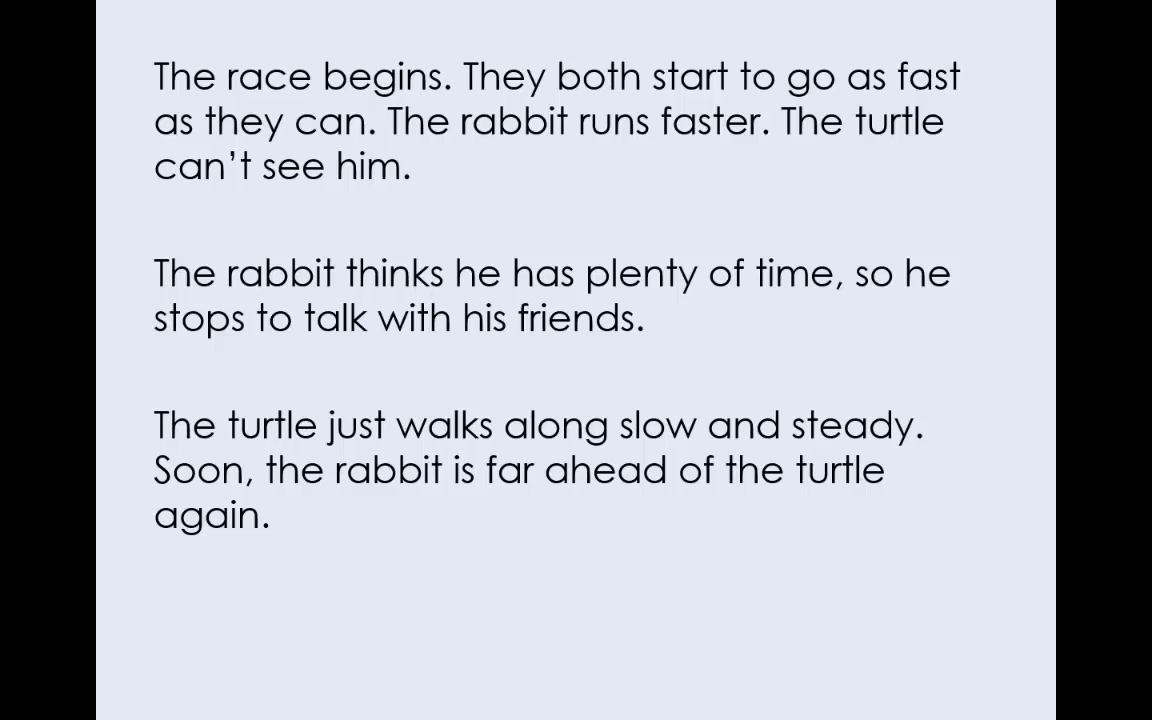 The race begins. They both start to go as fast
as they can. The rabbit runs faster. The turtle
can’t see him.
The rabbit thinks he has plenty of time, so he
stops to talk with his friends.
The turtle just walks along slow and steady.
Soon, the rabbit is far ahead of the turtle
again.